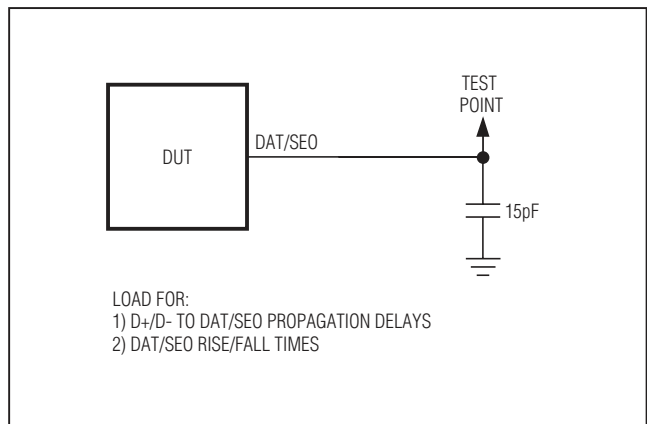 TEST
POINT
DAT/SEO
DUT
15pF
LOAD FOR:
1) D+/D- TO DAT/SEO PROPAGATION DELAYS
2) DAT/SEO RISE/FALL TIMES